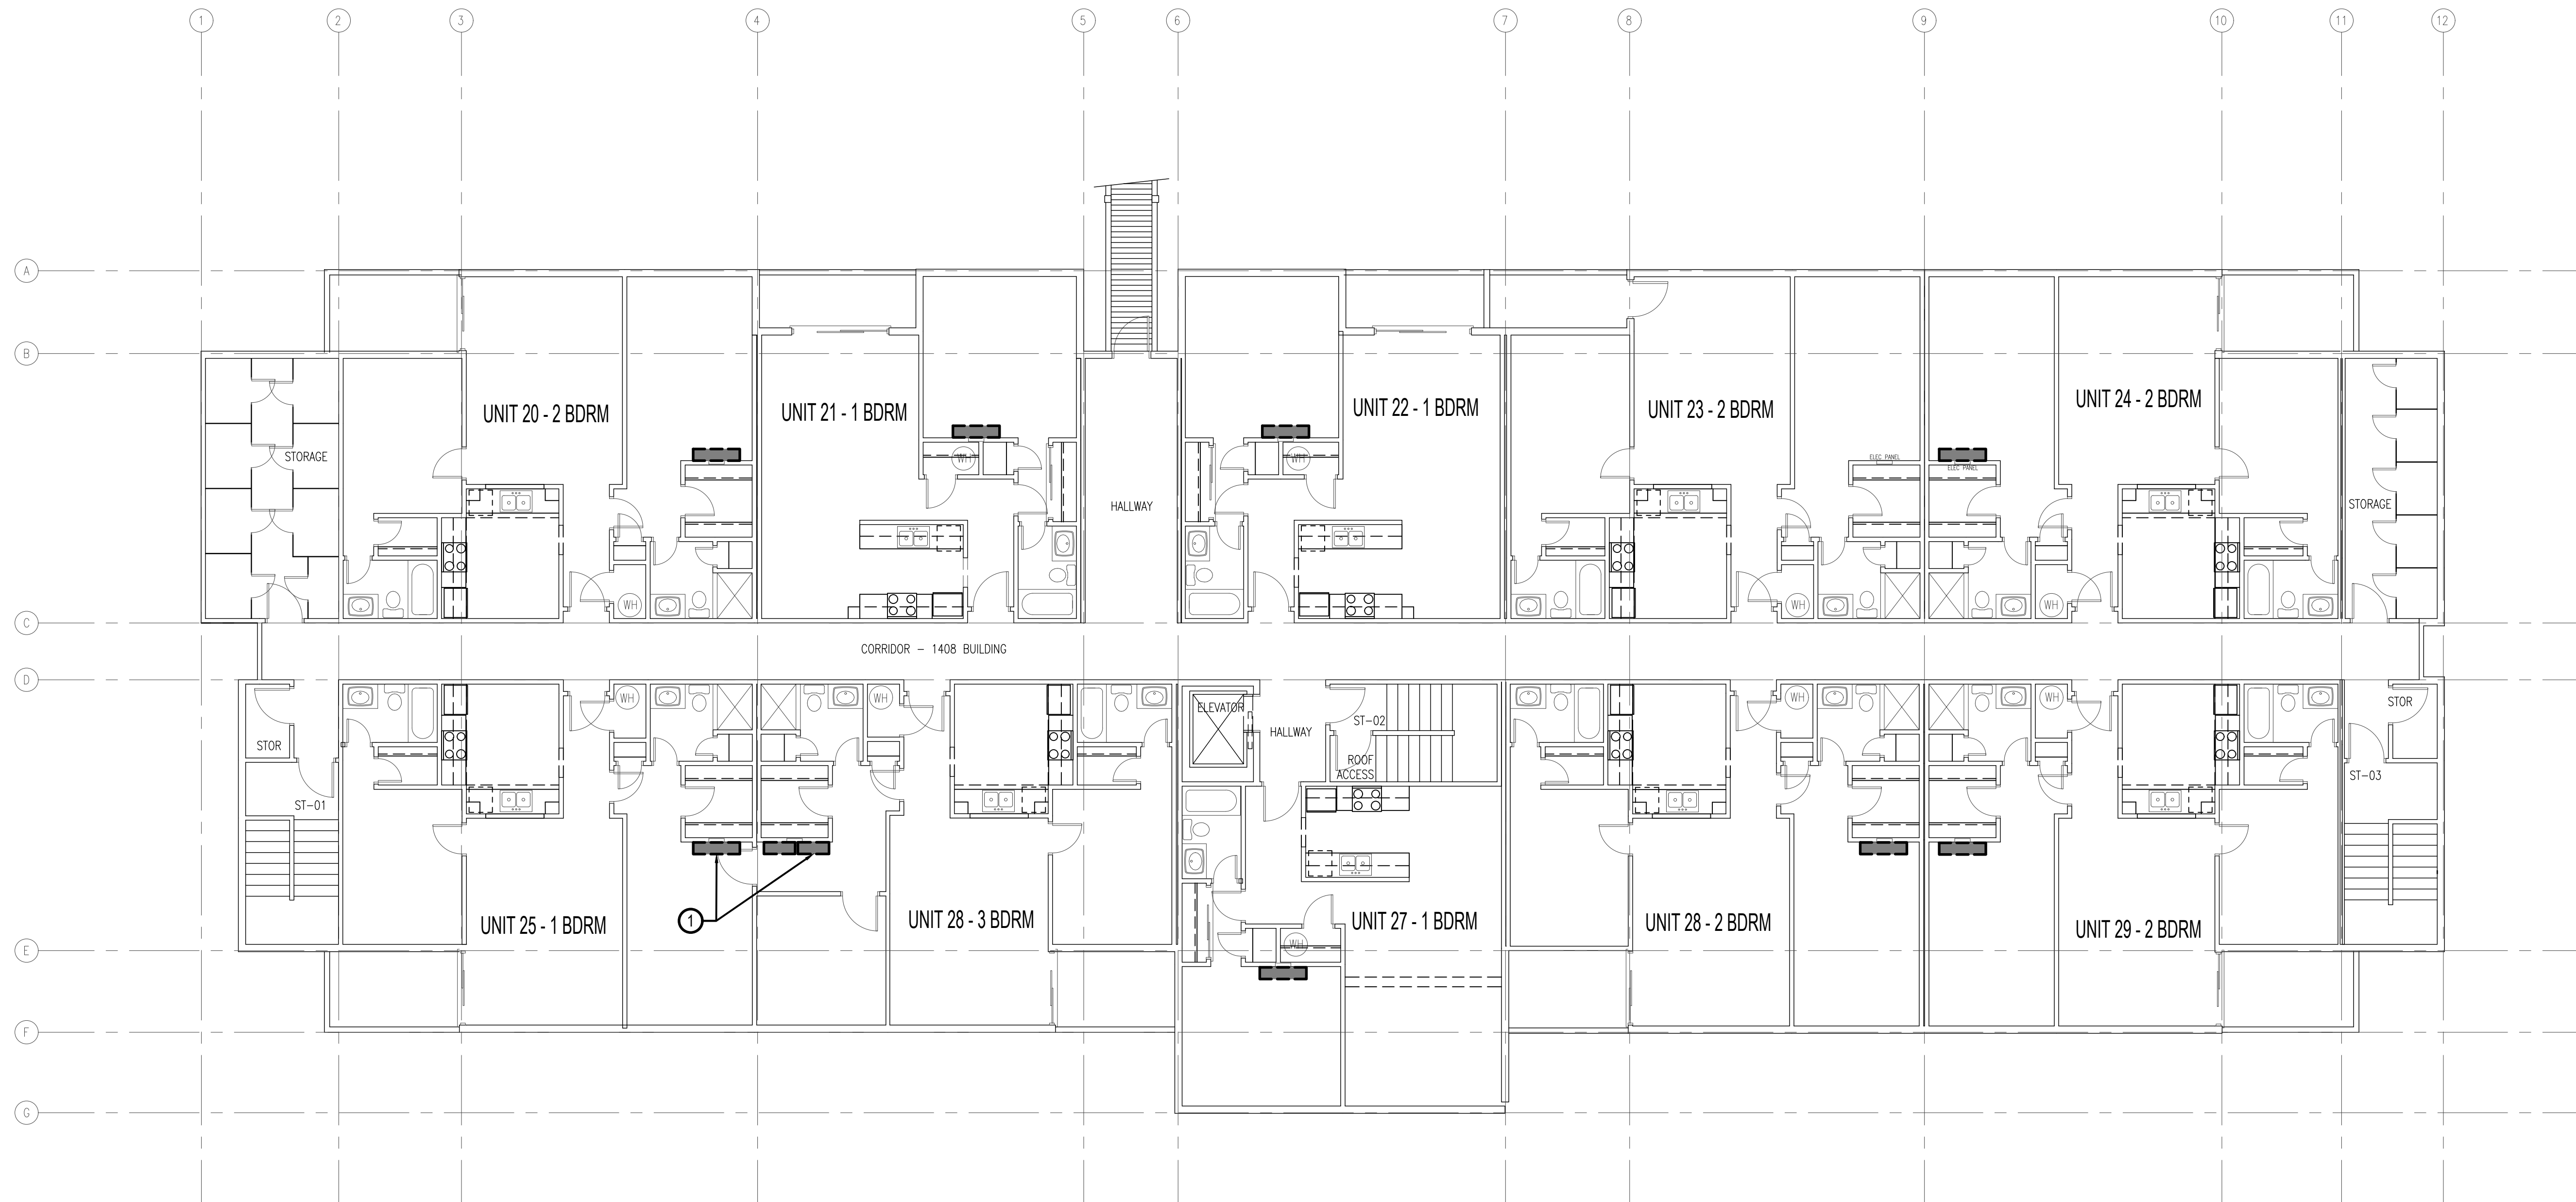 1 2 3 4 5 6 7 8 9 10 11 12
A
B
UNIT 20 - 2 BDRM
UNIT 21 - 1 BDRM
UNIT 22 - 1 BDRM
UNIT 23 - 2 BDRM
UNIT 24 - 2 BDRM
STORAGE
WH
WH
ELEC PANEL
ELEC PANEL
HALLWAY
STORAGE
WH
WH
WH
C
CORRIDOR - 1408 BUILDING
D
WH
WH
WH
WH
ELEVATOR
HALLWAY
ST-02
ROOF
ACCESS
STOR
STOR
ST-01
ST-03
1
UNIT 25 - 1 BDRM
UNIT 28 - 3 BDRM
UNIT 27 - 1 BDRM
UNIT 28 - 2 BDRM
UNIT 29 - 2 BDRM
WH
E
F
G